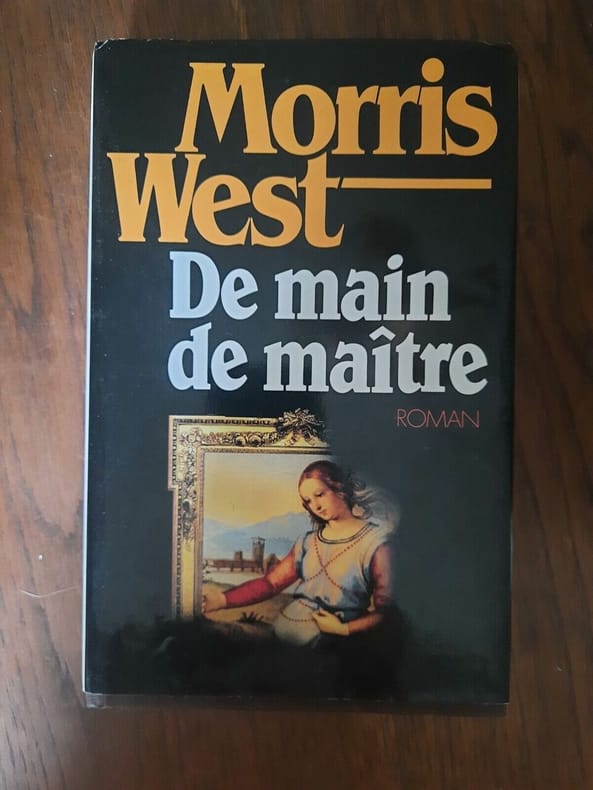 Morris
West
De main
de maître
ROMAN